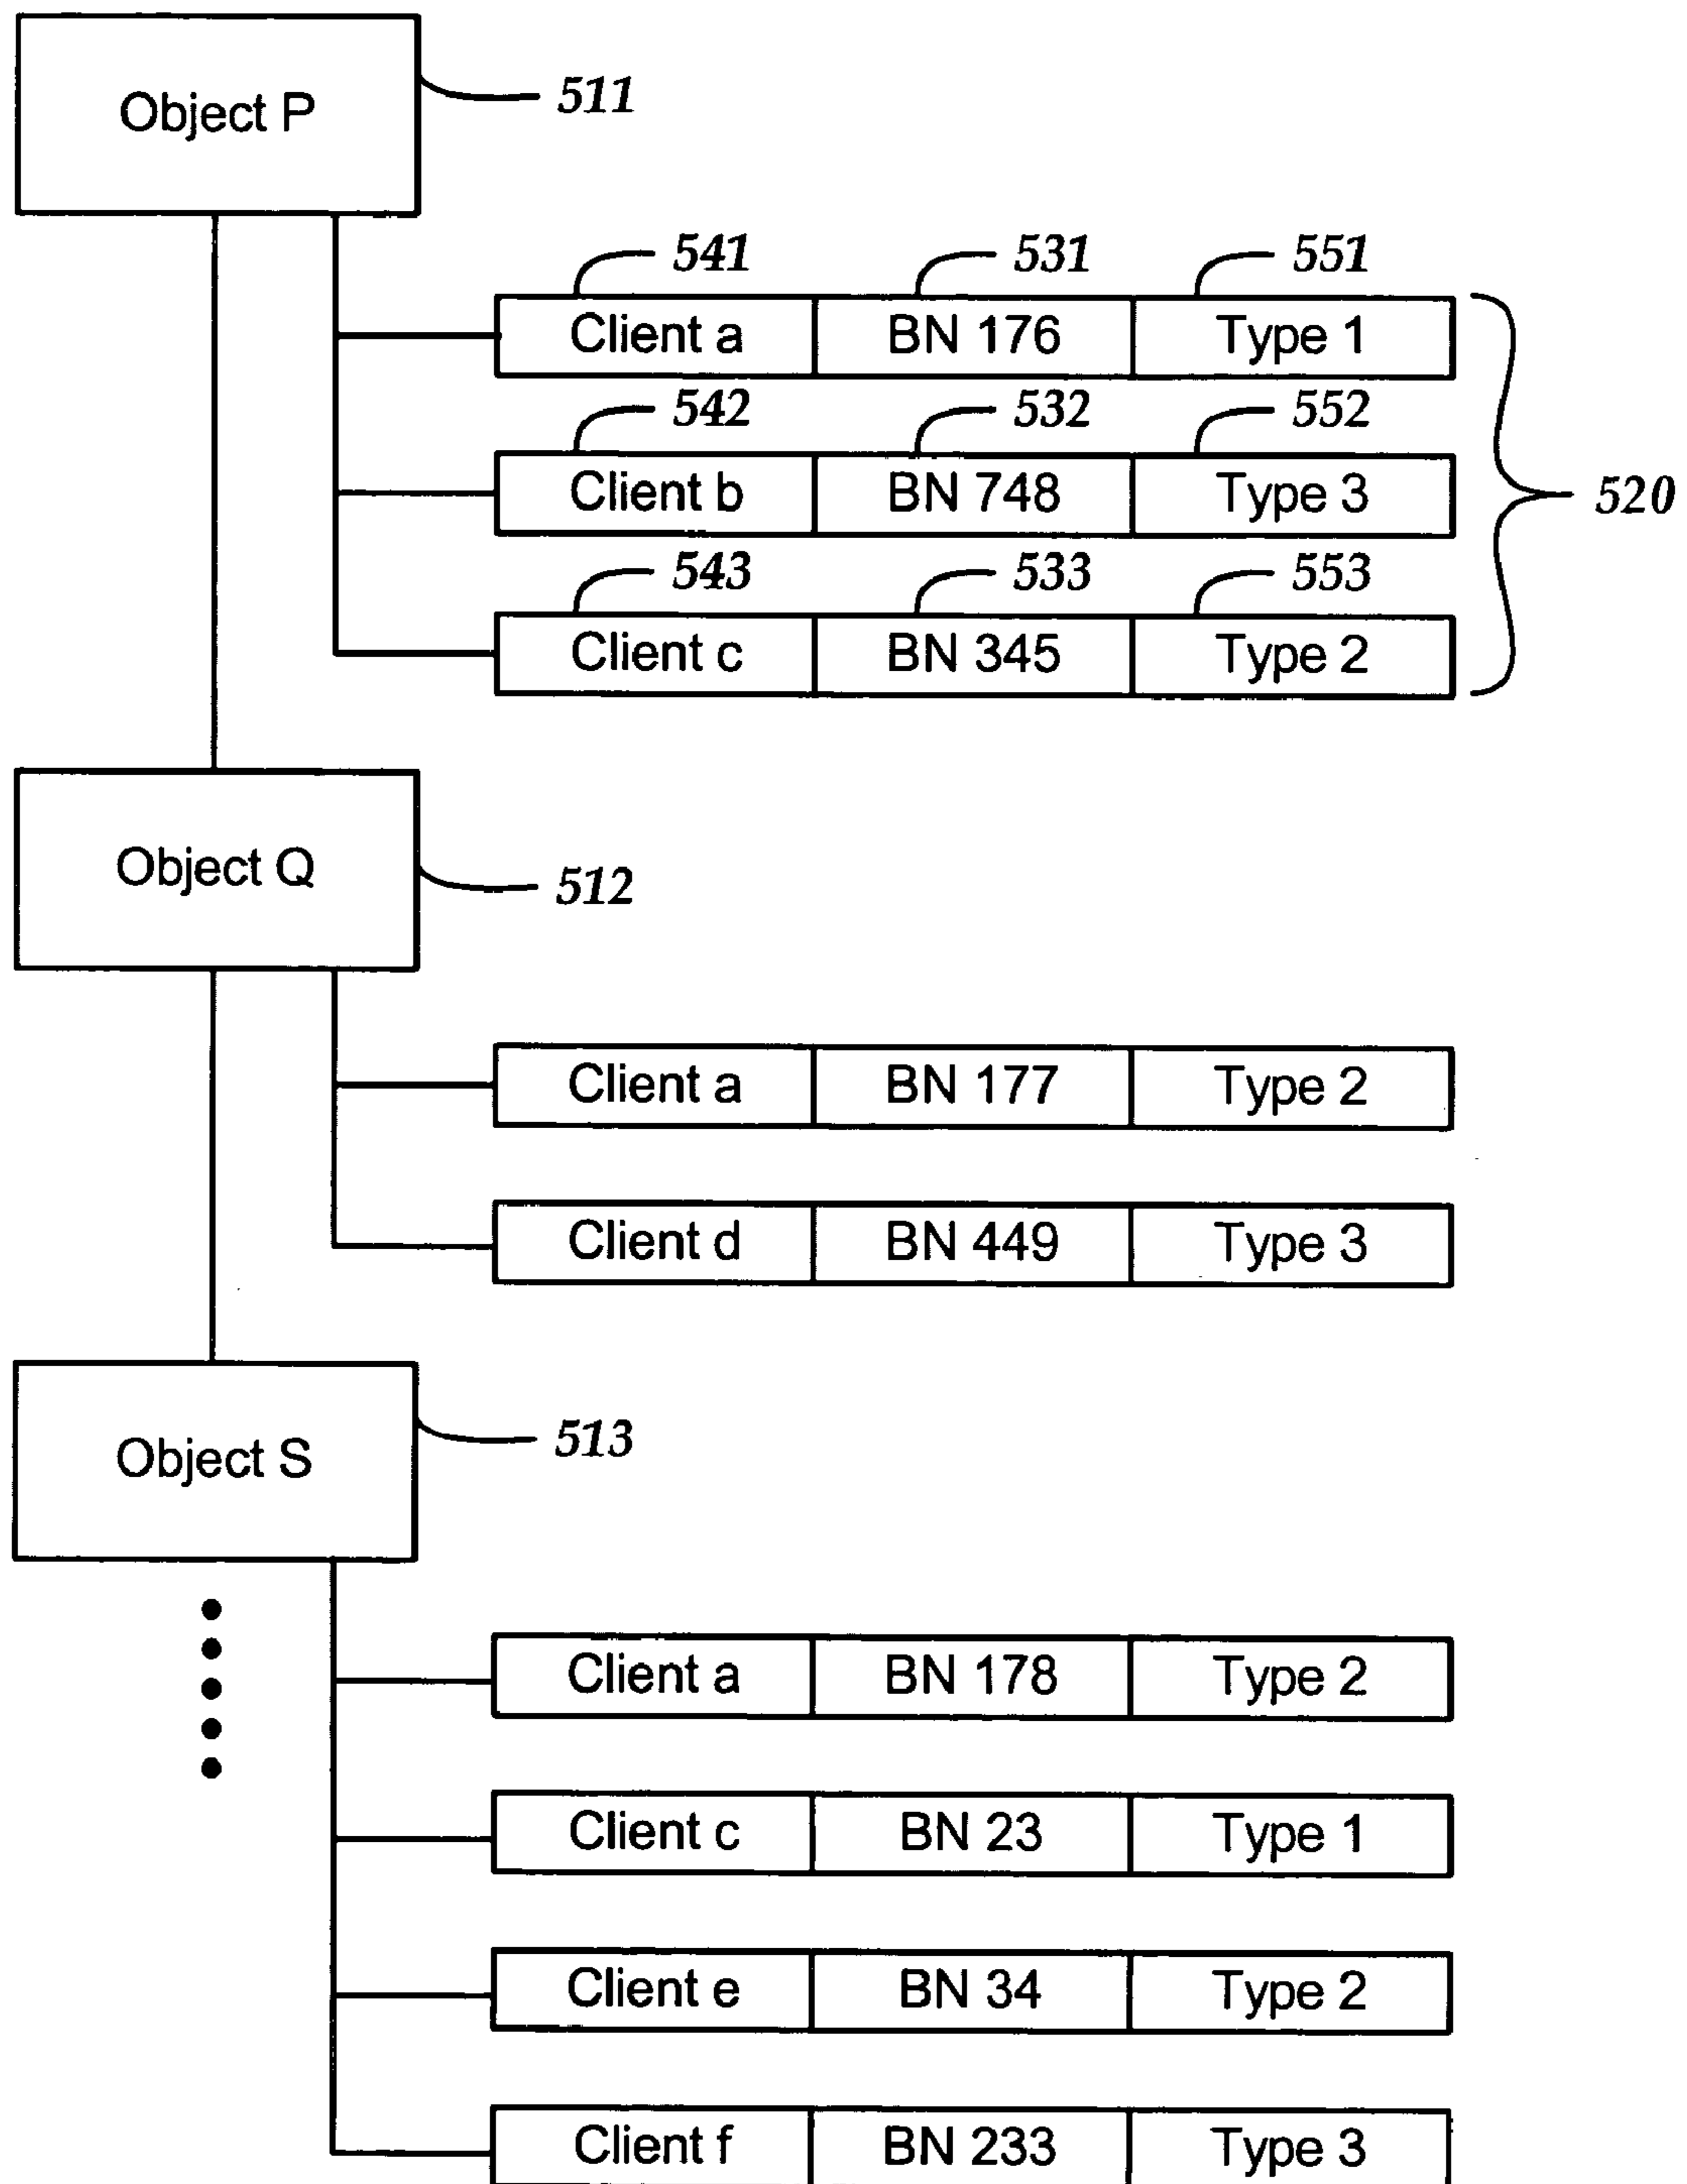 Object P
511
541 531 551
Client a BN 176 Type 1
542 532 552
Client b BN 748 Type 3
520
543 533 553
Client c BN 345 Type 2
Object Q
512
Client a BN 177 Type 2
Client d BN 449 Type 3
Object S
513
Client a BN 178 Type 2
Client c BN 23 Type 1
Client e BN 34 Type 2
Client f BN 233 Type 3